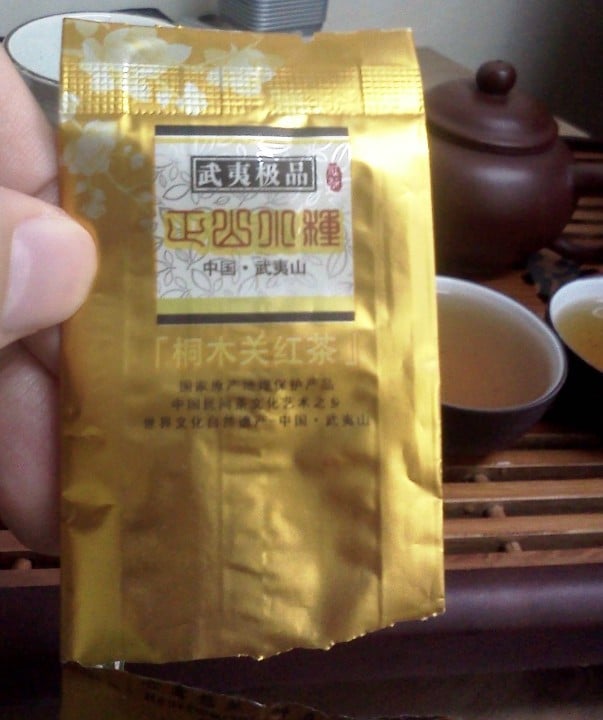 武夷极品
正山小種
中国·武夷山
「桐木关红茶」
国家原产地理保护产品
中国民间茶文化艺术之乡
世界文化自然遗产 中国·武夷山